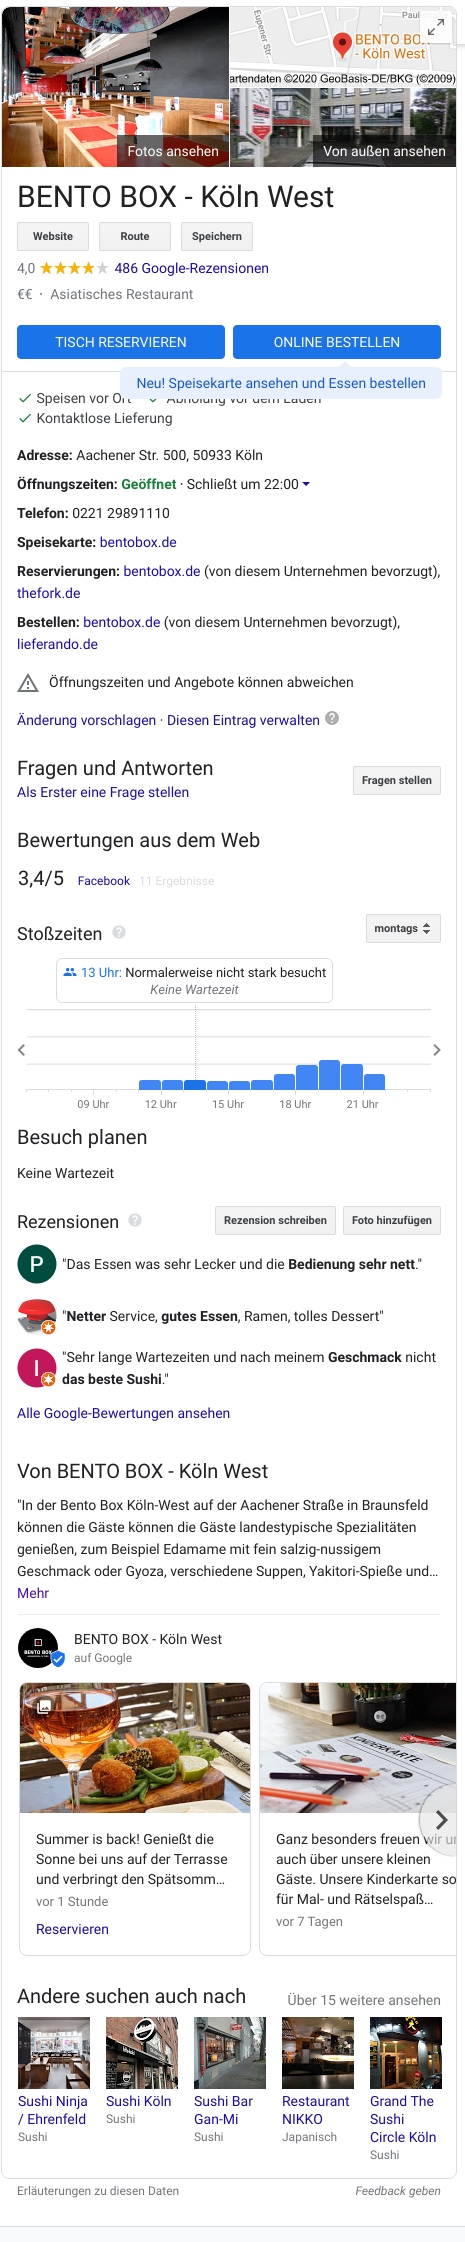 Eupener Str.
Paul
BENTO BOX
- Köln West
artendaten ©2020 GeoBasis-DE/BKG (©2009)
Fotos ansehen
Von außen ansehen
BENTO BOX - Köln West
Website Route Speichern
4,0 486 Google-Rezensionen
€€ · Asiatisches Restaurant
TISCH RESERVIEREN ONLINE BESTELLEN
Neu! Speisekarte ansehen und Essen bestellen
Speisen vor Ort Abholung vor dem Laden
Kontaktlose Lieferung
Adresse: Aachener Str. 500, 50933 Köln
Öffnungszeiten: Geöffnet · Schließt um 22:00
Telefon: 0221 29891110
Speisekarte: bentobox.de
Reservierungen: bentobox.de (von diesem Unternehmen bevorzugt),
thefork.de
Bestellen: bentobox.de (von diesem Unternehmen bevorzugt),
lieferando.de
Öffnungszeiten und Angebote können abweichen
Änderung vorschlagen · Diesen Eintrag verwalten ?
Fragen und Antworten
Als Erster eine Frage stellen
Fragen stellen
Bewertungen aus dem Web
3,4/5 Facebook · 11 Ergebnisse
Stoßzeiten ? montags
13 Uhr: Normalerweise nicht stark besucht
Keine Wartezeit
09 Uhr 12 Uhr 15 Uhr 18 Uhr 21 Uhr
Besuch planen
Keine Wartezeit
Rezensionen ? Rezension schreiben Foto hinzufügen
P "Das Essen war sehr Lecker und die Bedienung sehr nett."
"Netter Service, gutes Essen, Ramen, tolles Dessert"
I "Sehr lange Wartezeiten und nach meinem Geschmack nicht
das beste Sushi."
Alle Google-Bewertungen ansehen
Von BENTO BOX - Köln West
"In der Bento Box Köln-West auf der Aachener Straße in Braunsfeld
können die Gäste können die Gäste landestypische Spezialitäten
genießen, zum Beispiel Edamame mit fein salzig-nussigem
Geschmack oder Gyoza, verschiedene Suppen, Yakitori-Spieße und…
Mehr
BENTO BOX
BENTO BOX - Köln West
auf Google
KINDERKARTE
Summer is back! Genießt die
Sonne bei uns auf der Terrasse
und verbringt den Spätsomm…
vor 1 Stunde
Reservieren
Ganz besonders freuen wir un
auch über unsere kleinen
Gäste. Unsere Kinderkarte so
für Mal- und Rätselspaß…
vor 7 Tagen
Andere suchen auch nach Über 15 weitere ansehen
Sushi Ninja
/ Ehrenfeld
Sushi
Sushi Köln
Sushi
Sushi Bar
Gan-Mi
Sushi
Restaurant
NIKKO
Japanisch
Grand The
Sushi
Circle Köln
Sushi
Erläuterungen zu diesen Daten Feedback geben